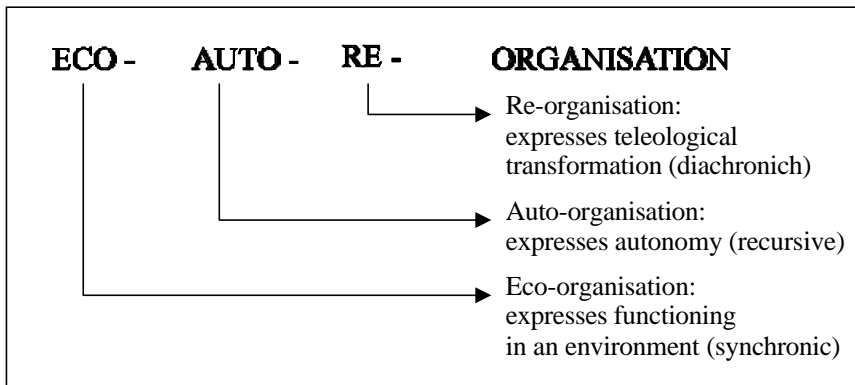 ECO - AUTO - RE - ORGANISATION
Re-organisation:
expresses teleological
transformation (diachronich)
Auto-organisation:
expresses autonomy (recursive)
Eco-organisation:
expresses functioning
in an environment (synchronic)